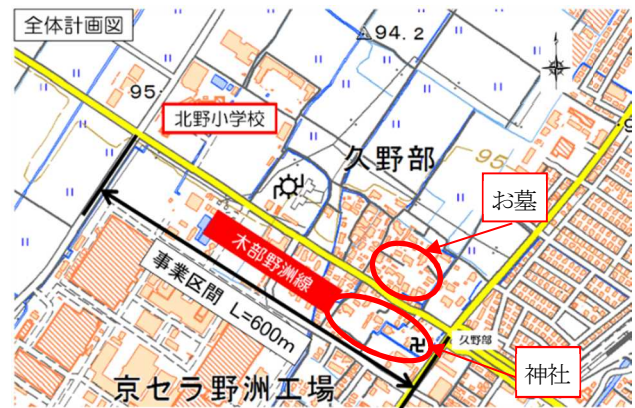 全体計画図
94.2
95
北野小学校
久野部
95
お墓
木部野洲線
事業区間 L=600m
久野部
神社
京セラ野洲工場